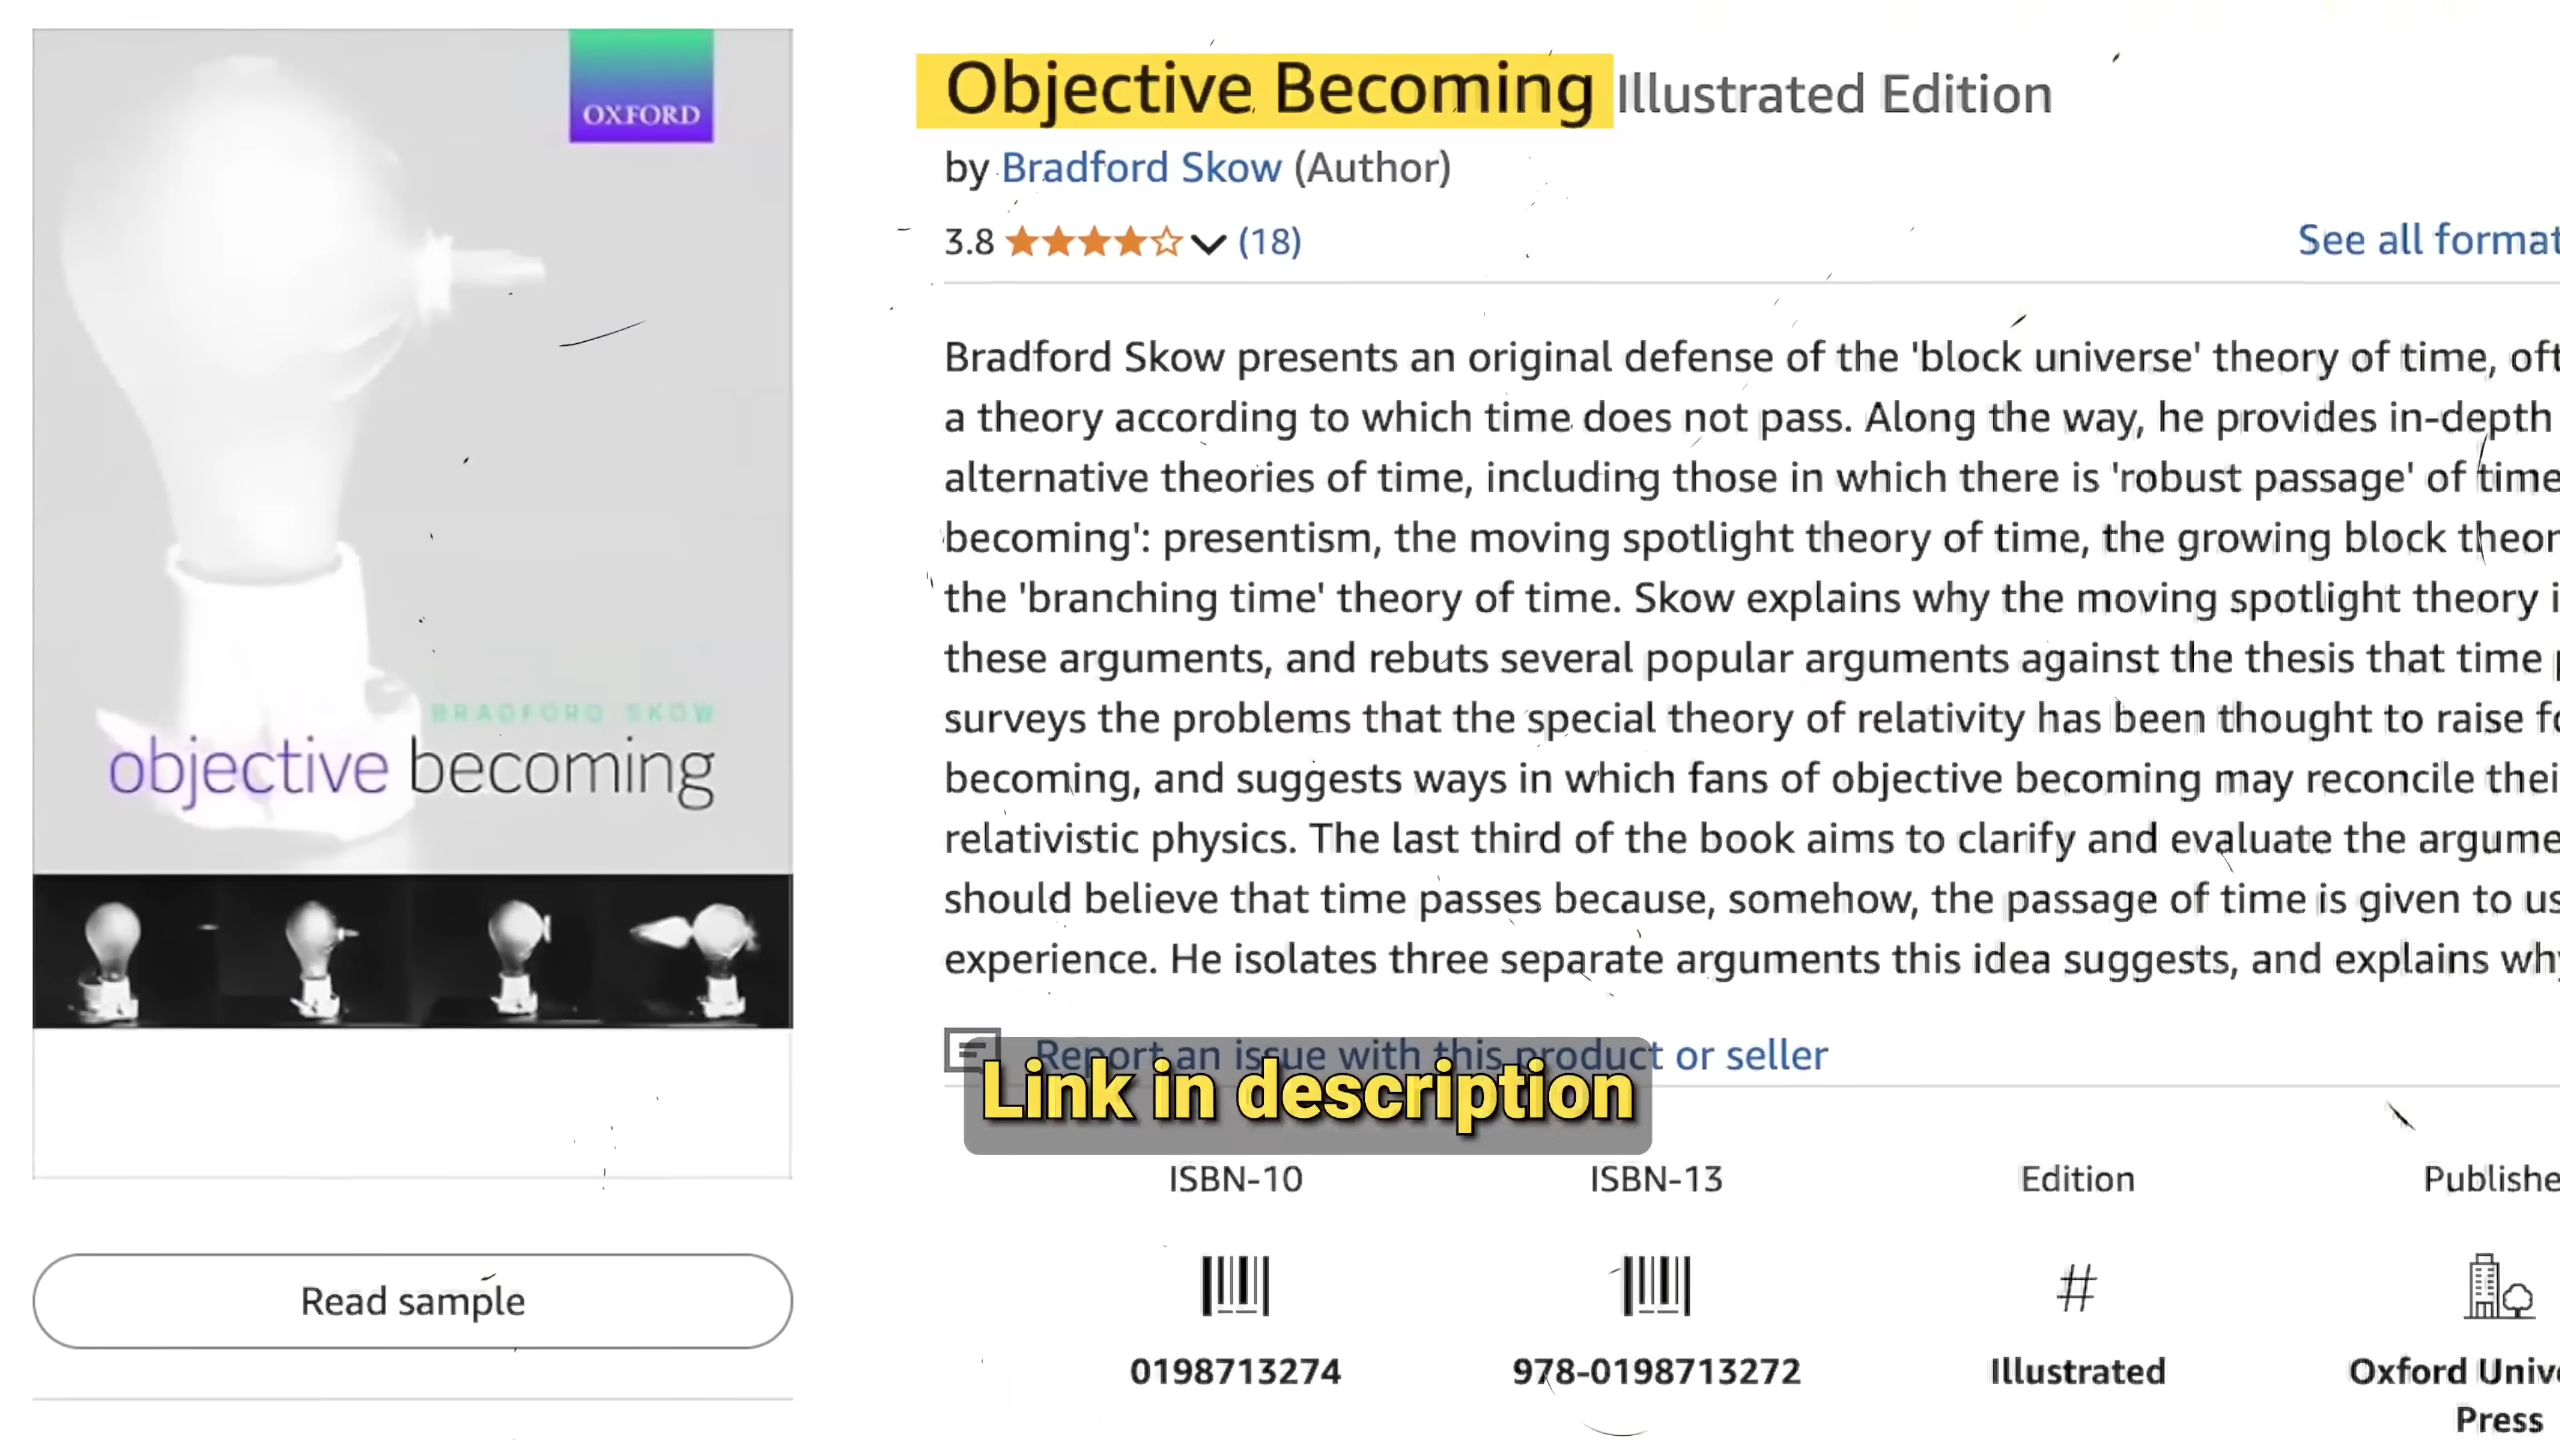 OXFORD
BRADFORD SKOW
objective becoming
Read sample
Objective Becoming Illustrated Edition
by Bradford Skow (Author)
3.8 (18)
See all format
Bradford Skow presents an original defense of the 'block universe' theory of time, oft
a theory according to which time does not pass. Along the way, he provides in-depth
alternative theories of time, including those in which there is 'robust passage' of time
becoming': presentism, the moving spotlight theory of time, the growing block theor
the 'branching time' theory of time. Skow explains why the moving spotlight theory i
these arguments, and rebuts several popular arguments against the thesis that time p
surveys the problems that the special theory of relativity has been thought to raise fo
becoming, and suggests ways in which fans of objective becoming may reconcile thei
relativistic physics. The last third of the book aims to clarify and evaluate the argume
should believe that time passes because, somehow, the passage of time is given to us
experience. He isolates three separate arguments this idea suggests, and explains why
Report an issue with this product or seller
Link in description
ISBN-10 ISBN-13 Edition Publishe
#
0198713274 978-0198713272 Illustrated Oxford Unive
Press